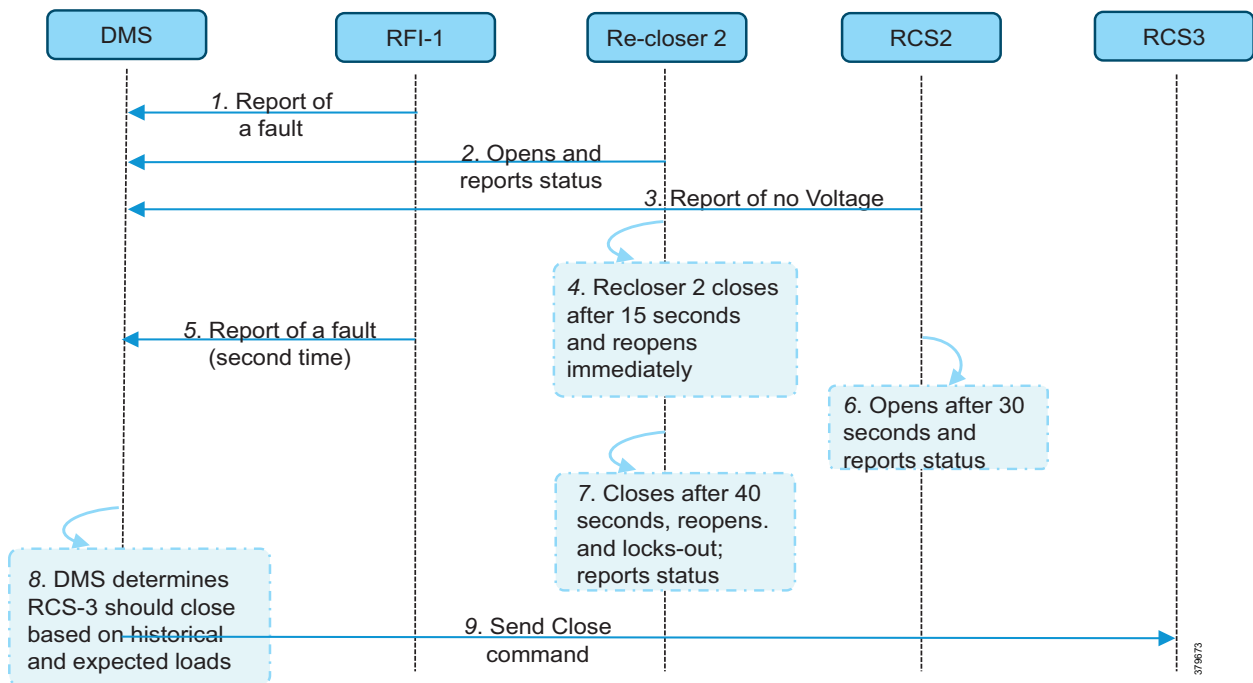 DMS
RFI-1
Re-closer 2
RCS2
RCS3
1. Report of
a fault
2. Opens and
reports status
3. Report of no Voltage
4. Recloser 2 closes
after 15 seconds
and reopens
immediately
5. Report of a fault
(second time)
6. Opens after 30
seconds and
reports status
7. Closes after 40
seconds, reopens.
and locks-out;
reports status
8. DMS determines
RCS-3 should close
based on historical
and expected loads
9. Send Close
command
379673